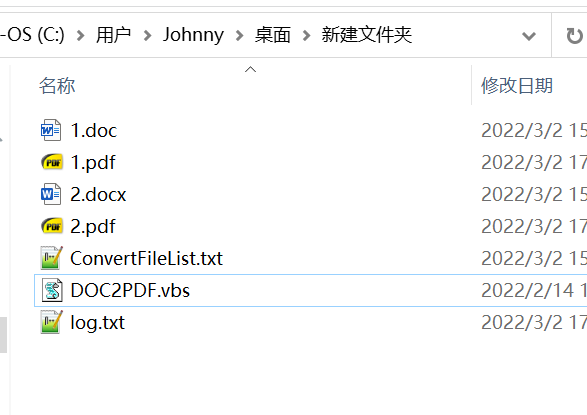 -OS (C:) > 用户 > Johnny > 桌面 > 新建文件夹
名称 修改日期
1.doc 2022/3/2 15
1.pdf 2022/3/2 17
2.docx 2022/3/2 15
2.pdf 2022/3/2 17
ConvertFileList.txt 2022/3/2 15
DOC2PDF.vbs 2022/2/14 1
log.txt 2022/3/2 17